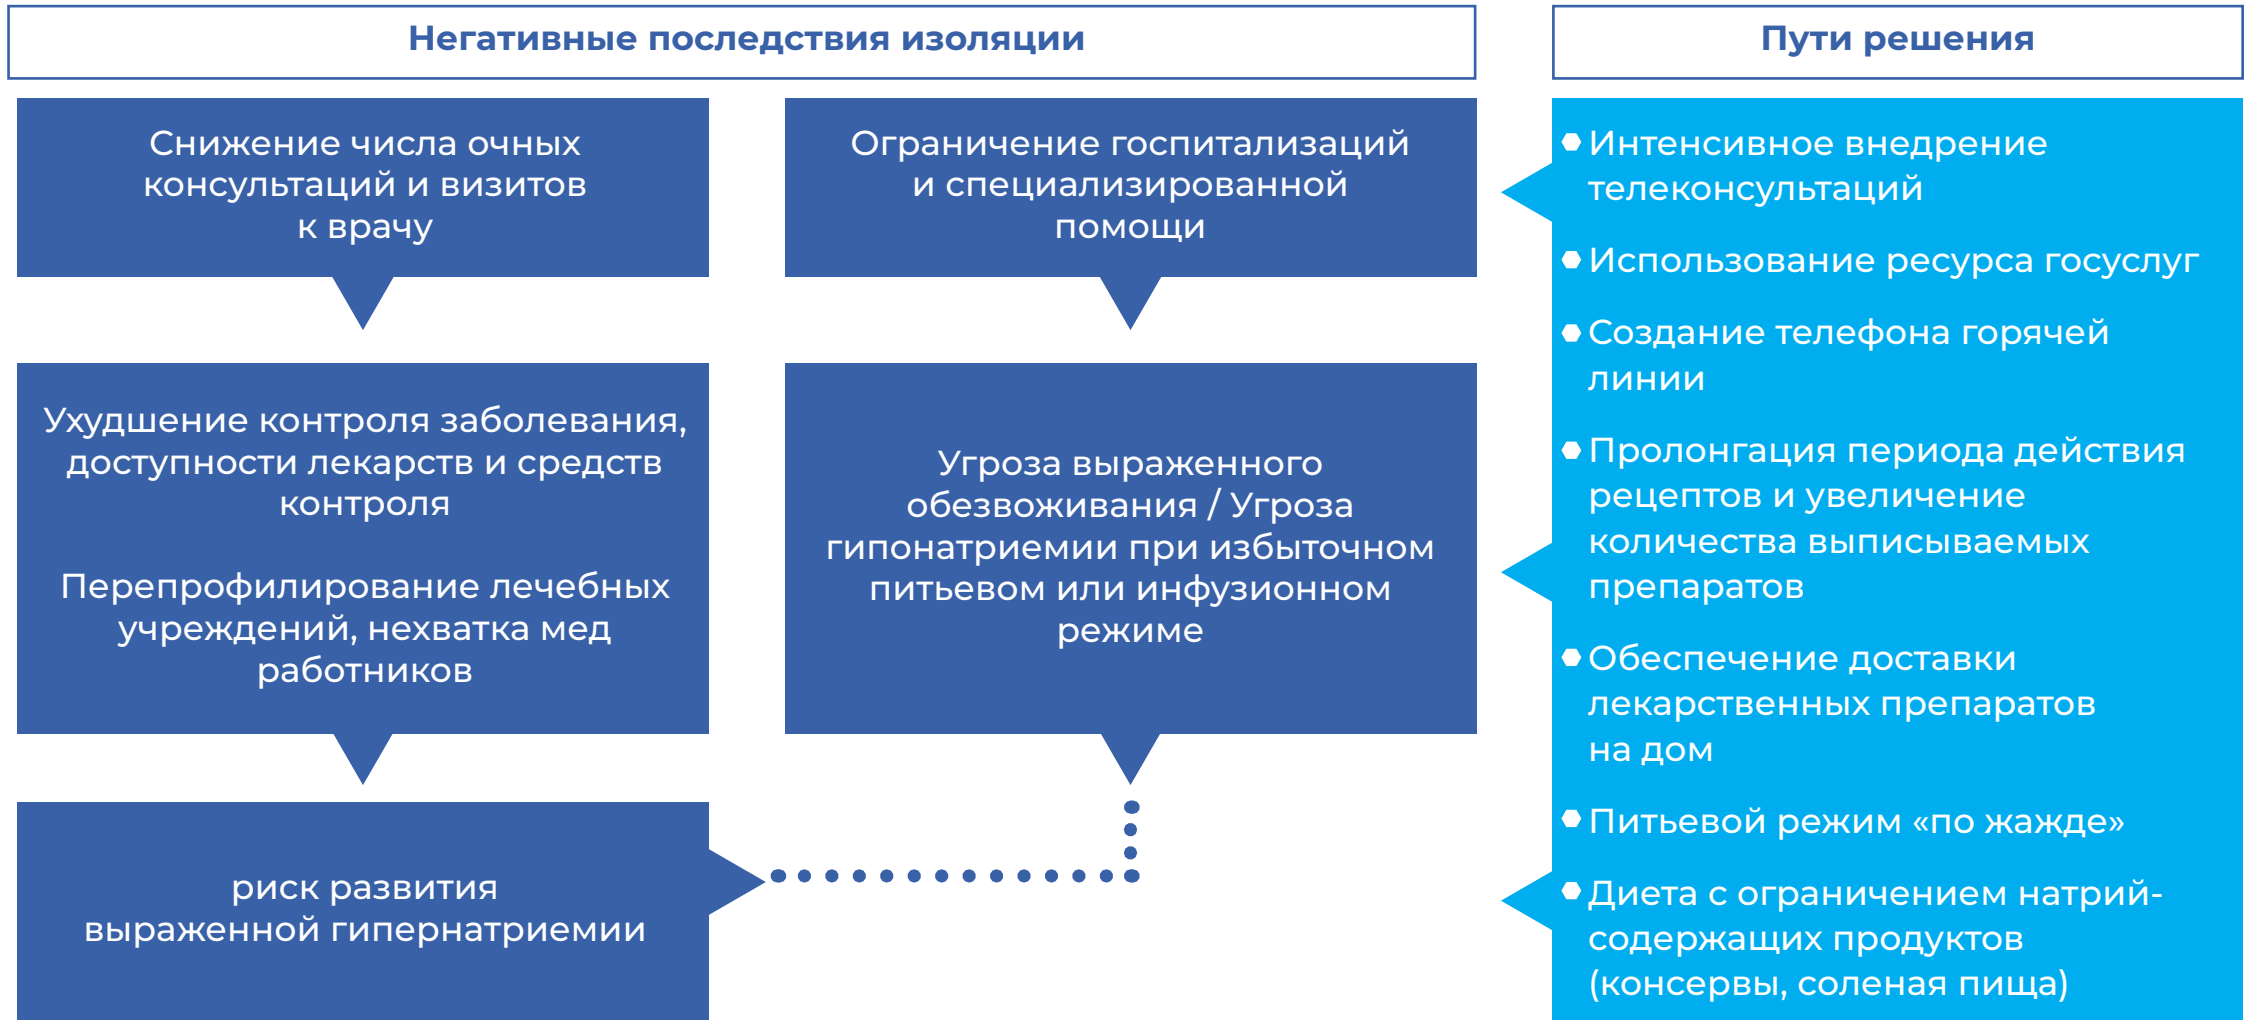 Негативные последствия изоляции
Снижение числа очных
консультаций и визитов
к врачу
Ухудшение контроля заболевания,
доступности лекарств и средств
контроля
Перепрофилирование лечебных
учреждений, нехватка мед
работников
риск развития
выраженной гипернатриемии
Ограничение госпитализаций
и специализированной
помощи
Угроза выраженного
обезвоживания / Угроза
гипонатриемии при избыточном
питьевом или инфузионном
режиме
Пути решения
Интенсивное внедрение
телеконсультаций
Использование ресурса госуслуг
Создание телефона горячей
линии
Пролонгация периода действия
рецептов и увеличение
количества выписываемых
препаратов
Обеспечение доставки
лекарственных препаратов
на дом
Питьевой режим «по жажде»
Диета с ограничением натрий-
содержащих продуктов
(консервы, соленая пища)